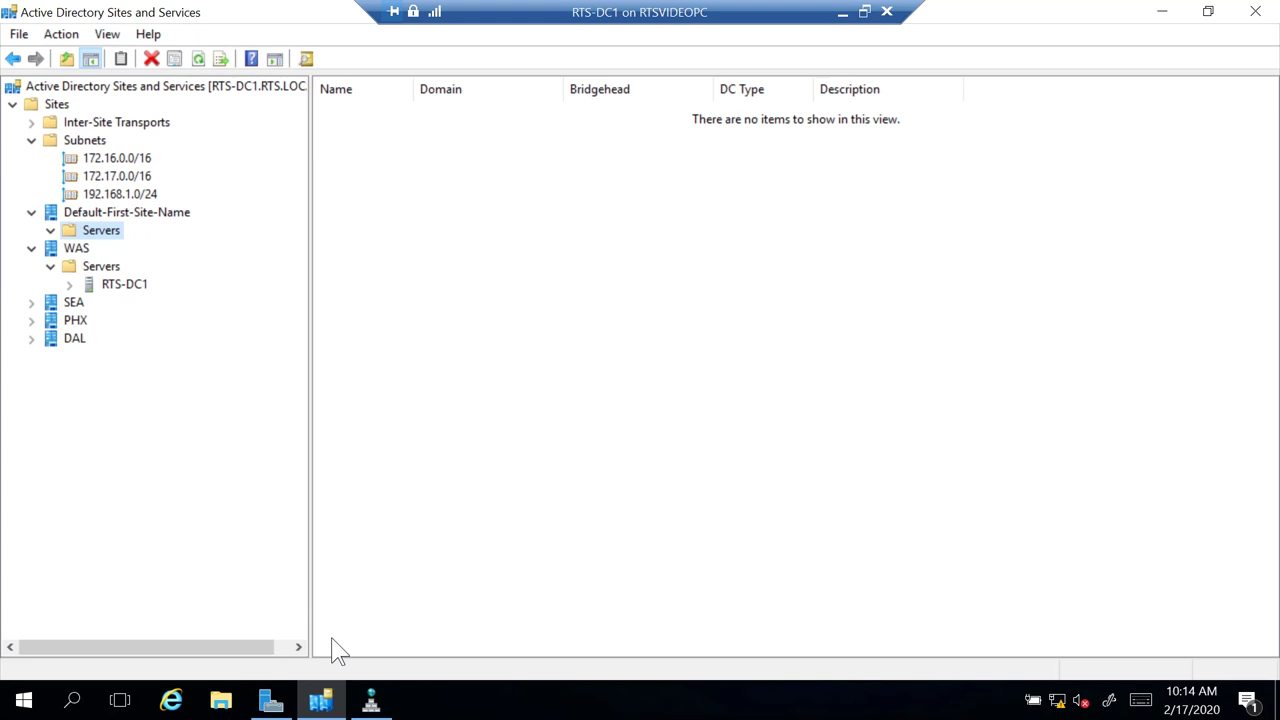 Active Directory Sites and Services
RTS-DC1 on RTSVIDEOPC
File Action View Help
Active Directory Sites and Services [RTS-DC1.RTS.LOC
Name Domain Bridgehead DC Type Description
Sites
There are no items to show in this view.
Inter-Site Transports
Subnets
172.16.0.0/16
172.17.0.0/16
192.168.1.0/24
Default-First-Site-Name
Servers
WAS
Servers
RTS-DC1
SEA
PHX
DAL
10:14 AM
2/17/2020
1